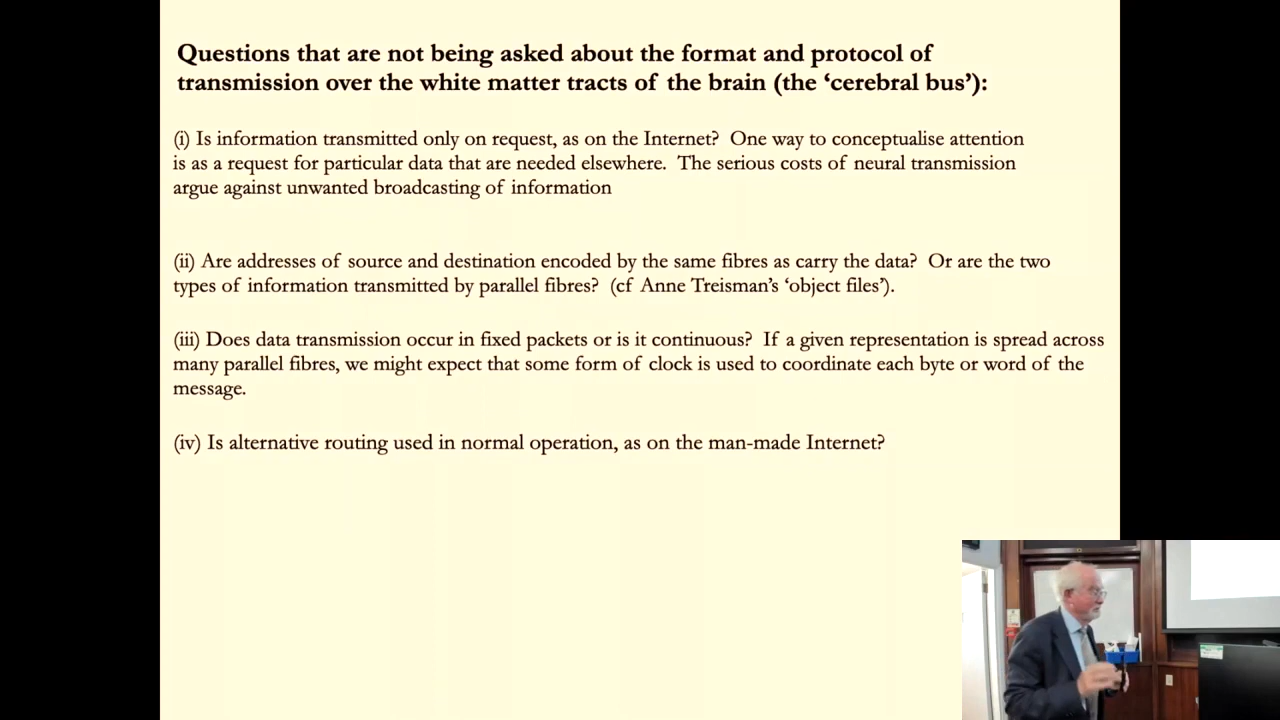 Questions that are not being asked about the format and protocol of
transmission over the white matter tracts of the brain (the ‘cerebral bus’):
(i) Is information transmitted only on request, as on the Internet?  One way to conceptualise attention
is as a request for particular data that are needed elsewhere.  The serious costs of neural transmission
argue against unwanted broadcasting of information
(ii) Are addresses of source and destination encoded by the same fibres as carry the data?  Or are the two
types of information transmitted by parallel fibres?  (cf Anne Treisman’s ‘object files’).
(iii) Does data transmission occur in fixed packets or is it continuous?  If a given representation is spread across
many parallel fibres, we might expect that some form of clock is used to coordinate each byte or word of the
message.
(iv) Is alternative routing used in normal operation, as on the man-made Internet?